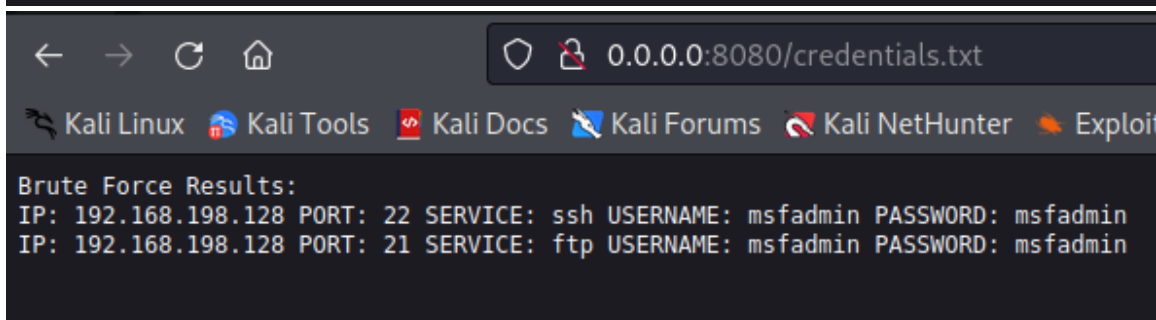 0.0.0.0:8080/credentials.txt
Kali Linux Kali Tools Kali Docs Kali Forums Kali NetHunter Exploit
Brute Force Results:
IP: 192.168.198.128 PORT: 22 SERVICE: ssh USERNAME: msfadmin PASSWORD: msfadmin
IP: 192.168.198.128 PORT: 21 SERVICE: ftp USERNAME: msfadmin PASSWORD: msfadmin